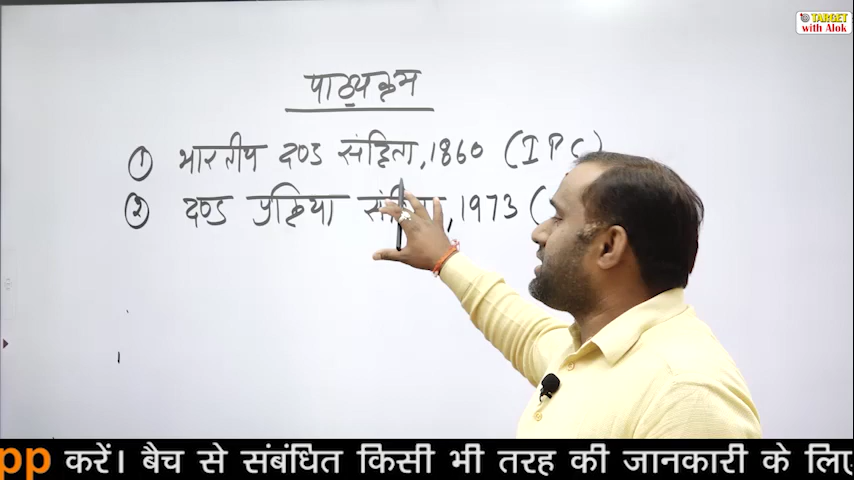 TARGET
with Alok
पाठ्यक्रम
① भारतीय दण्ड संहिता, 1860 (IPC)
② दण्ड प्रक्रिया संहिता, 1973 (
pp करें। बैच से संबंधित किसी भी तरह की जानकारी के लिए